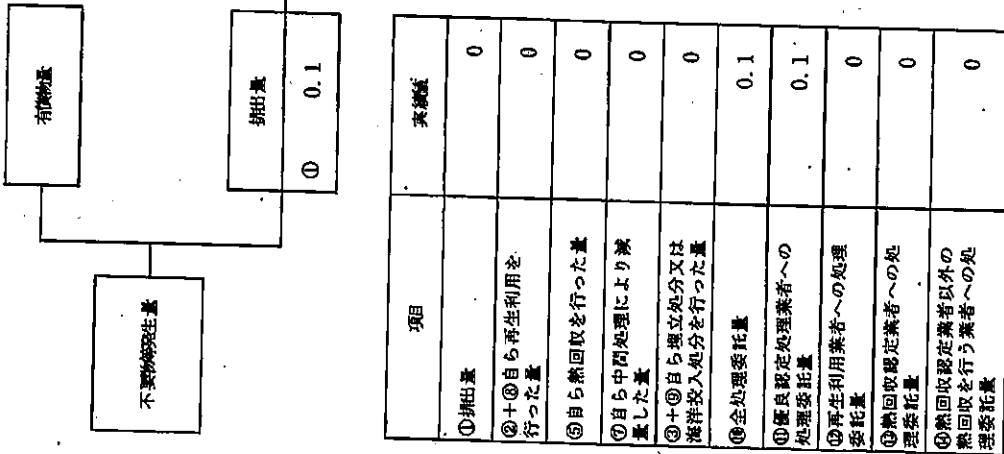 不要物等発生量
有償物量
排出量
① 0.1
項目 実績値
①排出量 0
②+⑧自ら再生利用を
行った量 0
⑤自ら熱回収を行った量 0
⑦自ら中間処理により減
量した量 0
③+⑨自ら埋立処分又は
海洋投入処分を行った量 0
⑩全処理委託量 0.1
⑪優良認定処理業者への
処理委託量 0.1
⑫再生利用業者への処理
委託量 0
⑬熱回収認定業者への処
理委託量 0
⑭熱回収認定業者以外の
熱回収を行う業者への処
理委託量 0